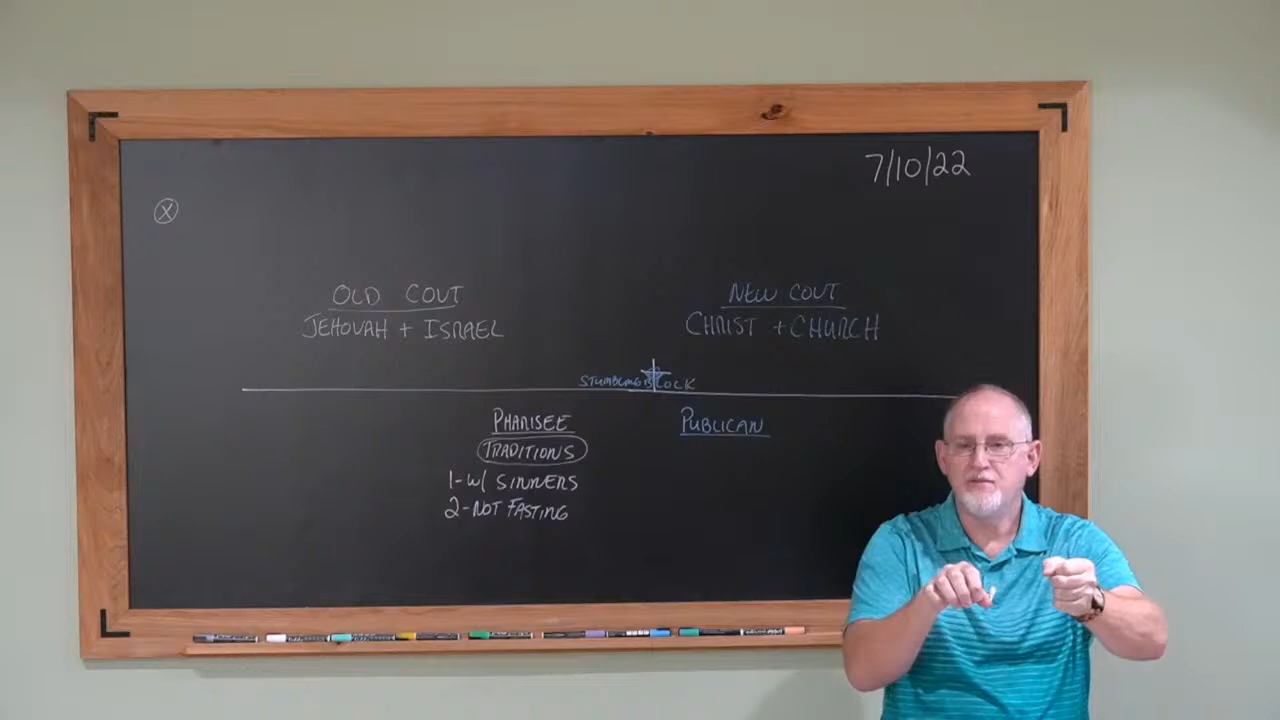 7/10/22
X
OLD COVT
JEHOVAH + ISRAEL
NEW COVT
CHRIST + CHURCH
STUMBLING BLOCK
PHARISEE
TRADITIONS
1-W/ SINNERS
2-NOT FASTING
PUBLICAN